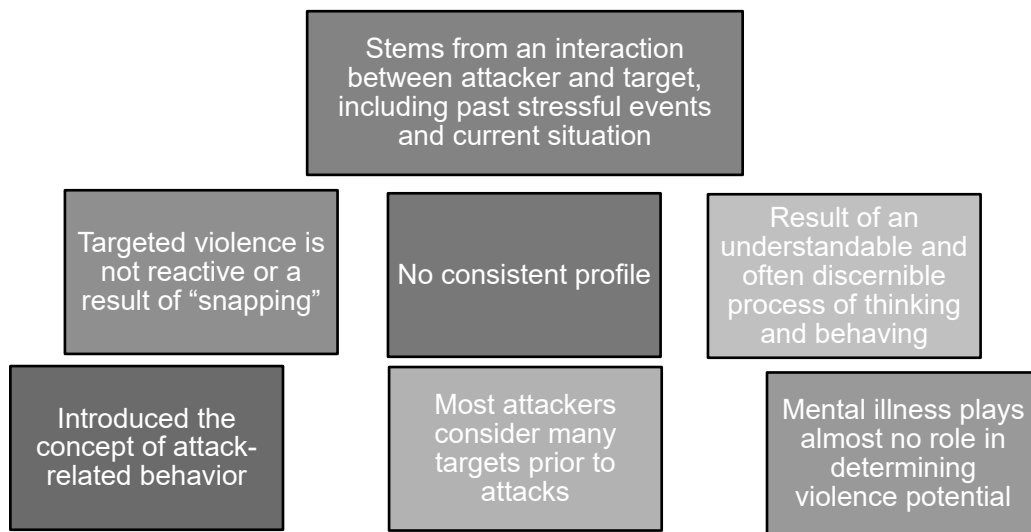 Stems from an interaction
between attacker and target,
including past stressful events
and current situation
Targeted violence is
not reactive or a
result of “snapping”
No consistent profile
Result of an
understandable and
often discernible
process of thinking
and behaving
Introduced the
concept of attack-
related behavior
Most attackers
consider many
targets prior to
attacks
Mental illness plays
almost no role in
determining
violence potential